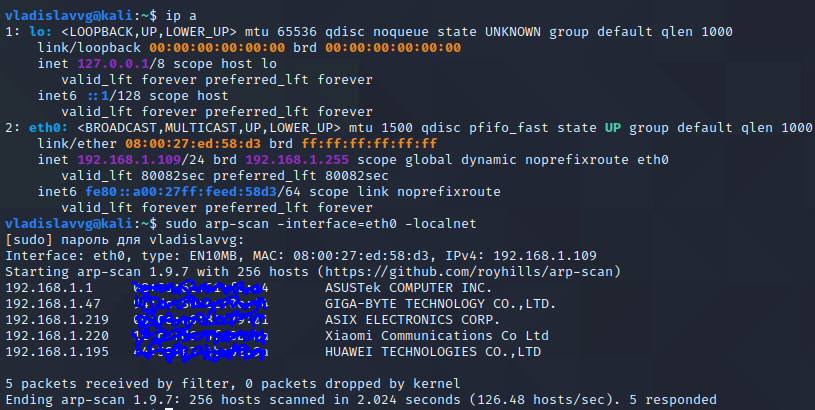 vladislavvg@kali:~$ ip a
1: lo: <LOOPBACK,UP,LOWER_UP> mtu 65536 qdisc noqueue state UNKNOWN group default qlen 1000
    link/loopback 00:00:00:00:00:00 brd 00:00:00:00:00:00
    inet 127.0.0.1/8 scope host lo
       valid_lft forever preferred_lft forever
    inet6 ::1/128 scope host
       valid_lft forever preferred_lft forever
2: eth0: <BROADCAST,MULTICAST,UP,LOWER_UP> mtu 1500 qdisc pfifo_fast state UP group default qlen 1000
    link/ether 08:00:27:ed:58:d3 brd ff:ff:ff:ff:ff:ff
    inet 192.168.1.109/24 brd 192.168.1.255 scope global dynamic noprefixroute eth0
       valid_lft 80082sec preferred_lft 80082sec
    inet6 fe80::a00:27ff:feed:58d3/64 scope link noprefixroute
       valid_lft forever preferred_lft forever
vladislavvg@kali:~$ sudo arp-scan -interface=eth0 -localnet
[sudo] пароль для vladislavvg:
Interface: eth0, type: EN10MB, MAC: 08:00:27:ed:58:d3, IPv4: 192.168.1.109
Starting arp-scan 1.9.7 with 256 hosts (https://github.com/royhills/arp-scan)
192.168.1.1 ASUSTek COMPUTER INC.
192.168.1.47 GIGA-BYTE TECHNOLOGY CO.,LTD.
192.168.1.219 ASIX ELECTRONICS CORP.
192.168.1.220 Xiaomi Communications Co Ltd
192.168.1.195 HUAWEI TECHNOLOGIES CO.,LTD
5 packets received by filter, 0 packets dropped by kernel
Ending arp-scan 1.9.7: 256 hosts scanned in 2.024 seconds (126.48 hosts/sec). 5 responded